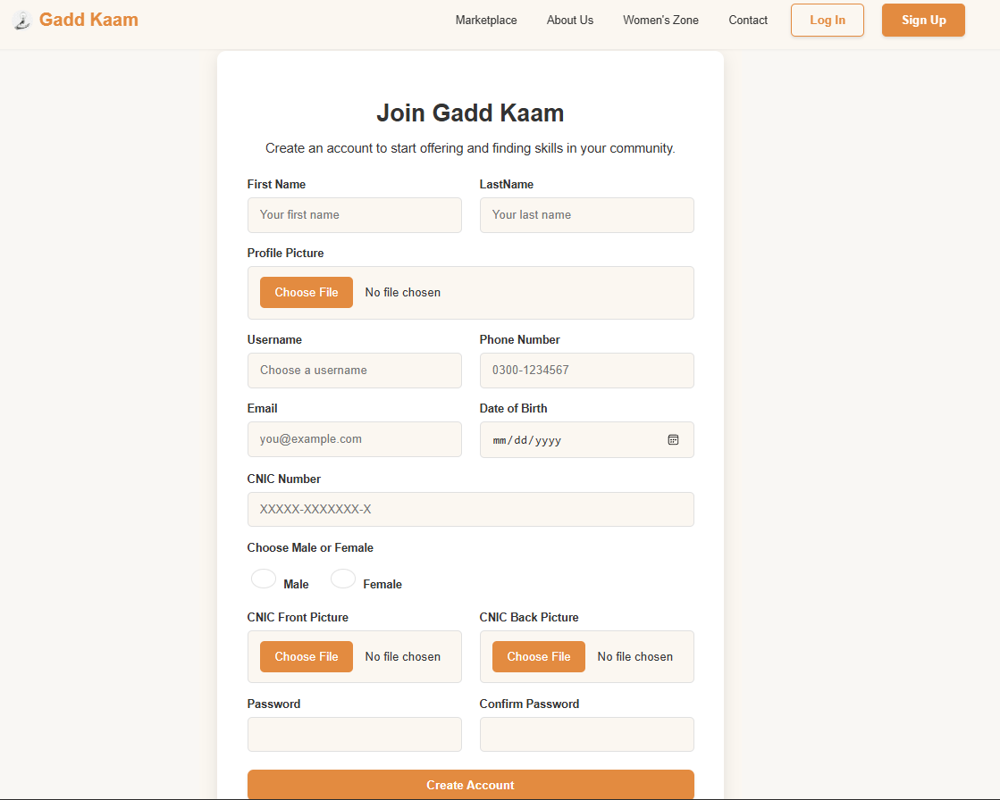 Gadd Kaam Marketplace About Us Women's Zone Contact Log In Sign Up
Join Gadd Kaam
Create an account to start offering and finding skills in your community.
First Name LastName
Your first name Your last name
Profile Picture
Choose File No file chosen
Username Phone Number
Choose a username 0300-1234567
Email Date of Birth
you@example.com mm/dd/yyyy
CNIC Number
XXXXX-XXXXXXX-X
Choose Male or Female
Male Female
CNIC Front Picture CNIC Back Picture
Choose File No file chosen Choose File No file chosen
Password Confirm Password
Create Account